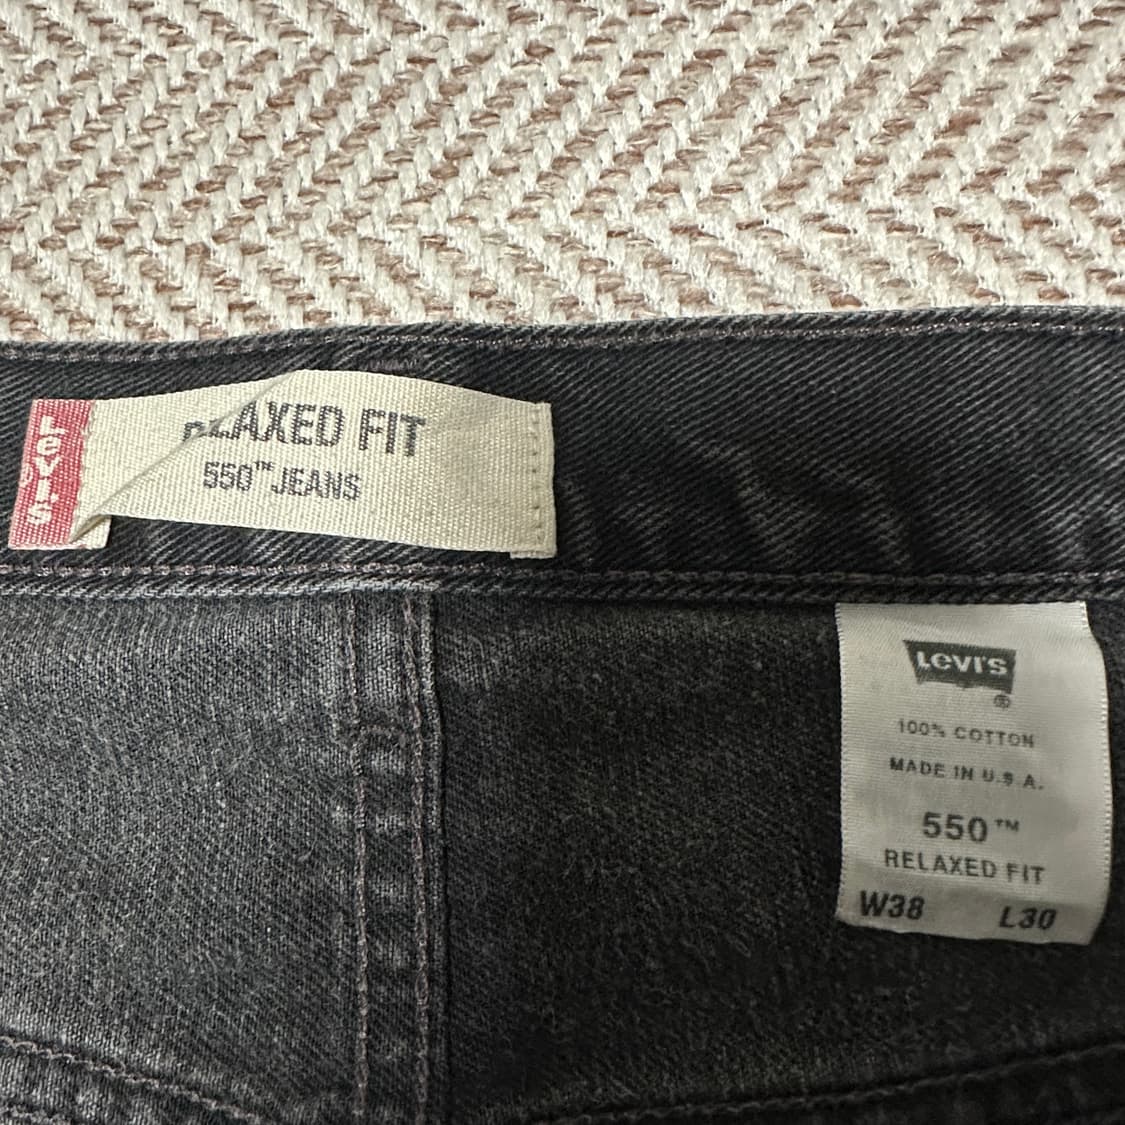 Levi's
RELAXED FIT
550™ JEANS
LEVI'S
®
100% COTTON
MADE IN U.S.A.
550™
RELAXED FIT
W38 L30